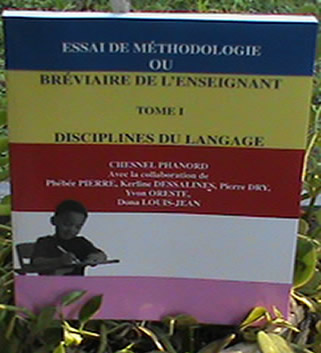 ESSAI DE MÉTHODOLOGIE
OU
BRÉVIAIRE DE L'ENSEIGNANT
TOME I
DISCIPLINES DU LANGAGE
CHESNEL PHANORD
Avec la collaboration de
Phébée PIERRE, Kerline DESSALINES, Pierre DRY,
Yvon ORESTE,
Dona LOUIS-JEAN